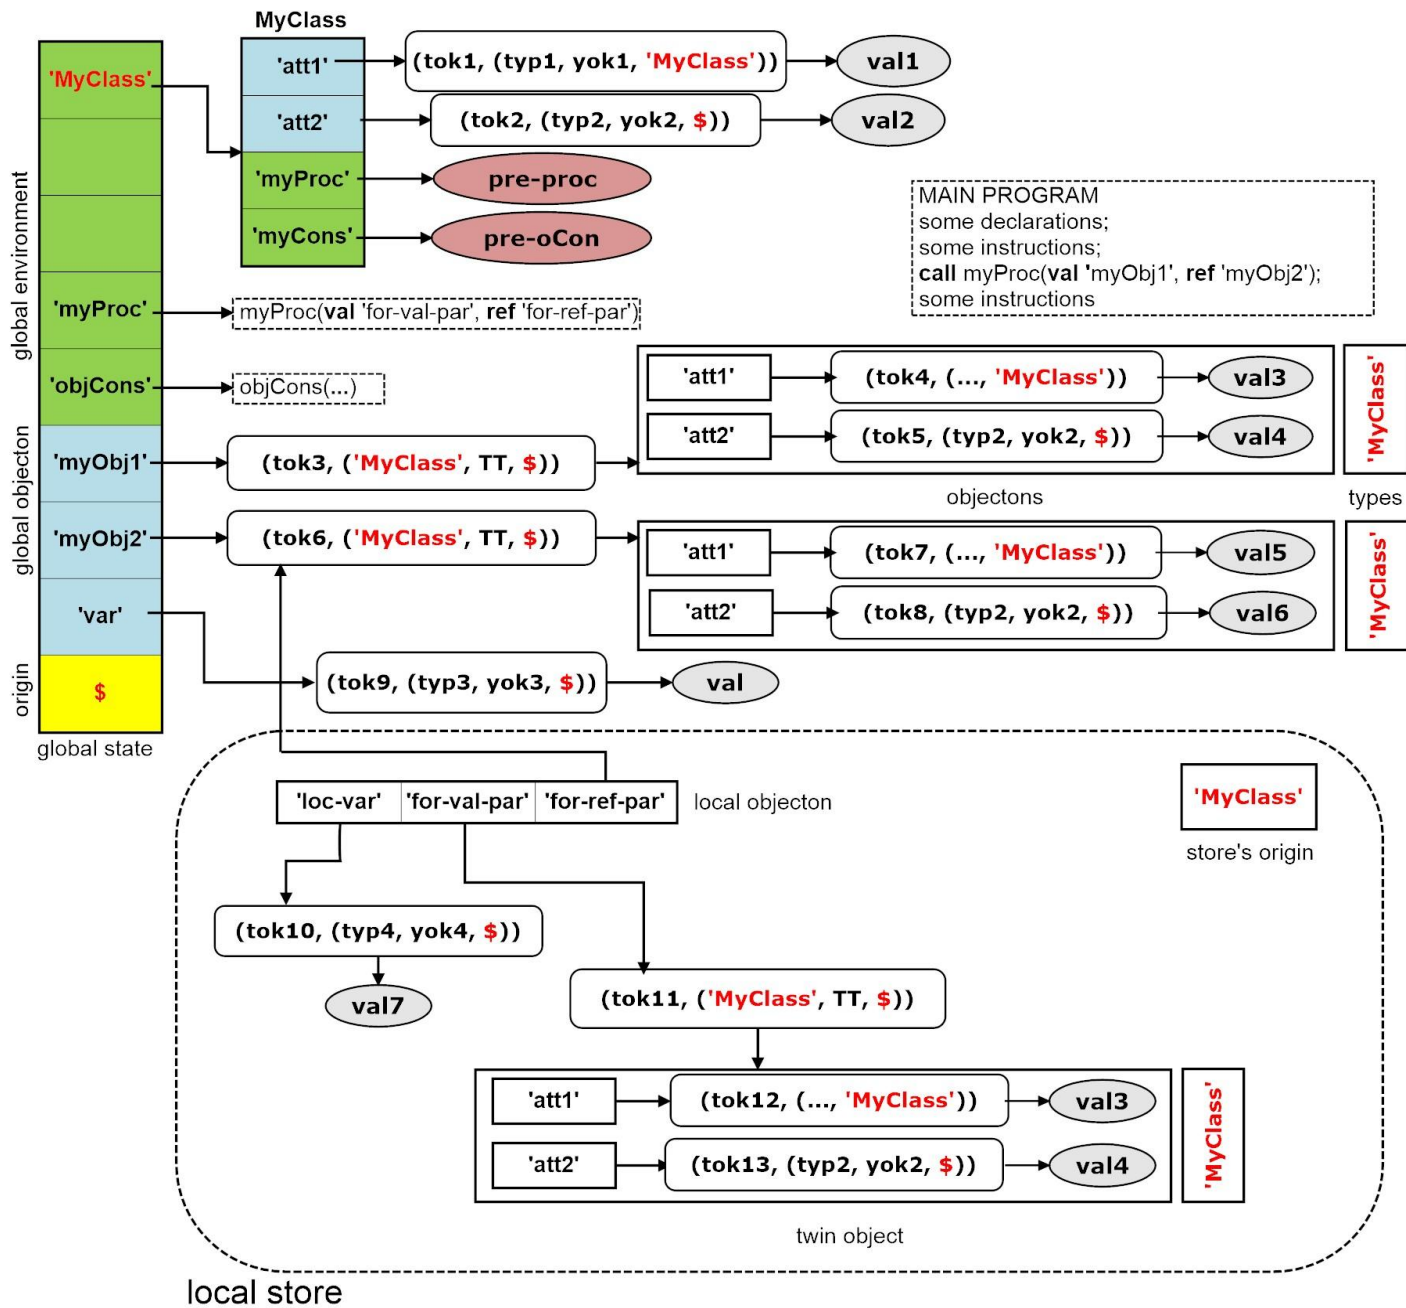 MyClass
'MyClass'
'att1'
(tok1, (typ1, yok1, 'MyClass'))
val1
'att2'
(tok2, (typ2, yok2, $))
val2
'myProc'
pre-proc
'myCons'
pre-oCon
MAIN PROGRAM
some declarations;
some instructions;
call myProc(val 'myObj1', ref 'myObj2');
some instructions
global environment
'myProc'
myProc(val 'for-val-par', ref 'for-ref-par')
'objCons'
objCons(...)
'att1'
(tok4, (..., 'MyClass'))
val3
'att2'
(tok5, (typ2, yok2, $))
val4
'MyClass'
global objecton
'myObj1'
(tok3, ('MyClass', TT, $))
objectons
types
'myObj2'
(tok6, ('MyClass', TT, $))
'att1'
(tok7, (..., 'MyClass'))
val5
'att2'
(tok8, (typ2, yok2, $))
val6
'MyClass'
'var'
(tok9, (typ3, yok3, $))
val
origin
$
global state
'loc-var'
'for-val-par'
'for-ref-par'
local objecton
'MyClass'
store's origin
(tok10, (typ4, yok4, $))
val7
(tok11, ('MyClass', TT, $))
'att1'
(tok12, (..., 'MyClass'))
val3
'att2'
(tok13, (typ2, yok2, $))
val4
'MyClass'
twin object
local store